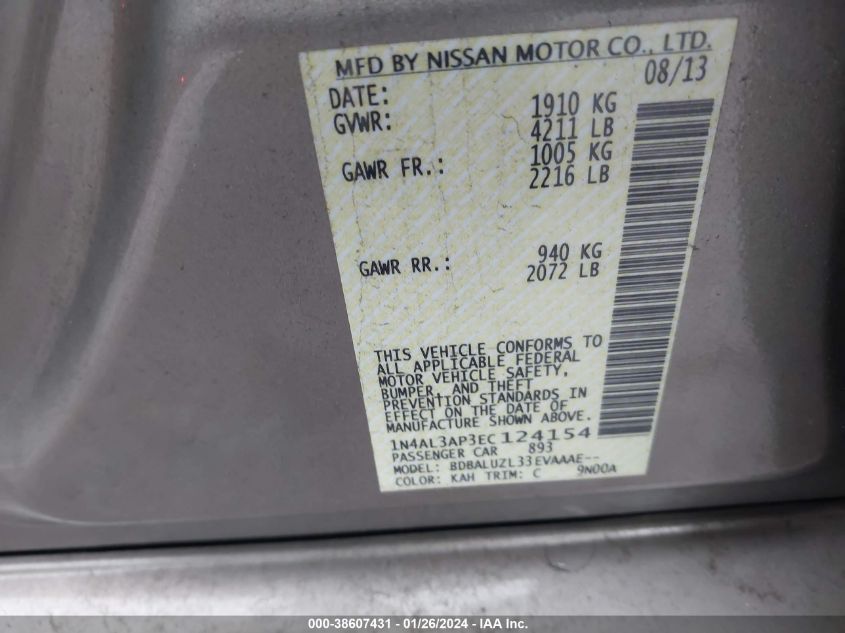 MFD BY NISSAN MOTOR CO., LTD.
DATE: 08/13
GVWR: 1910 KG
4211 LB
GAWR FR.: 1005 KG
2216 LB
GAWR RR.: 940 KG
2072 LB
THIS VEHICLE CONFORMS TO
ALL APPLICABLE FEDERAL
MOTOR VEHICLE SAFETY,
BUMPER, AND THEFT
PREVENTION STANDARDS IN
EFFECT ON THE DATE OF
MANUFACTURE SHOWN ABOVE.
1N4AL3AP3EC124154
PASSENGER CAR 893
MODEL: BDBALUZL33EVAAAE--
COLOR: KAH TRIM: C 9N00A
000-38607431 - 01/26/2024 - IAA Inc.